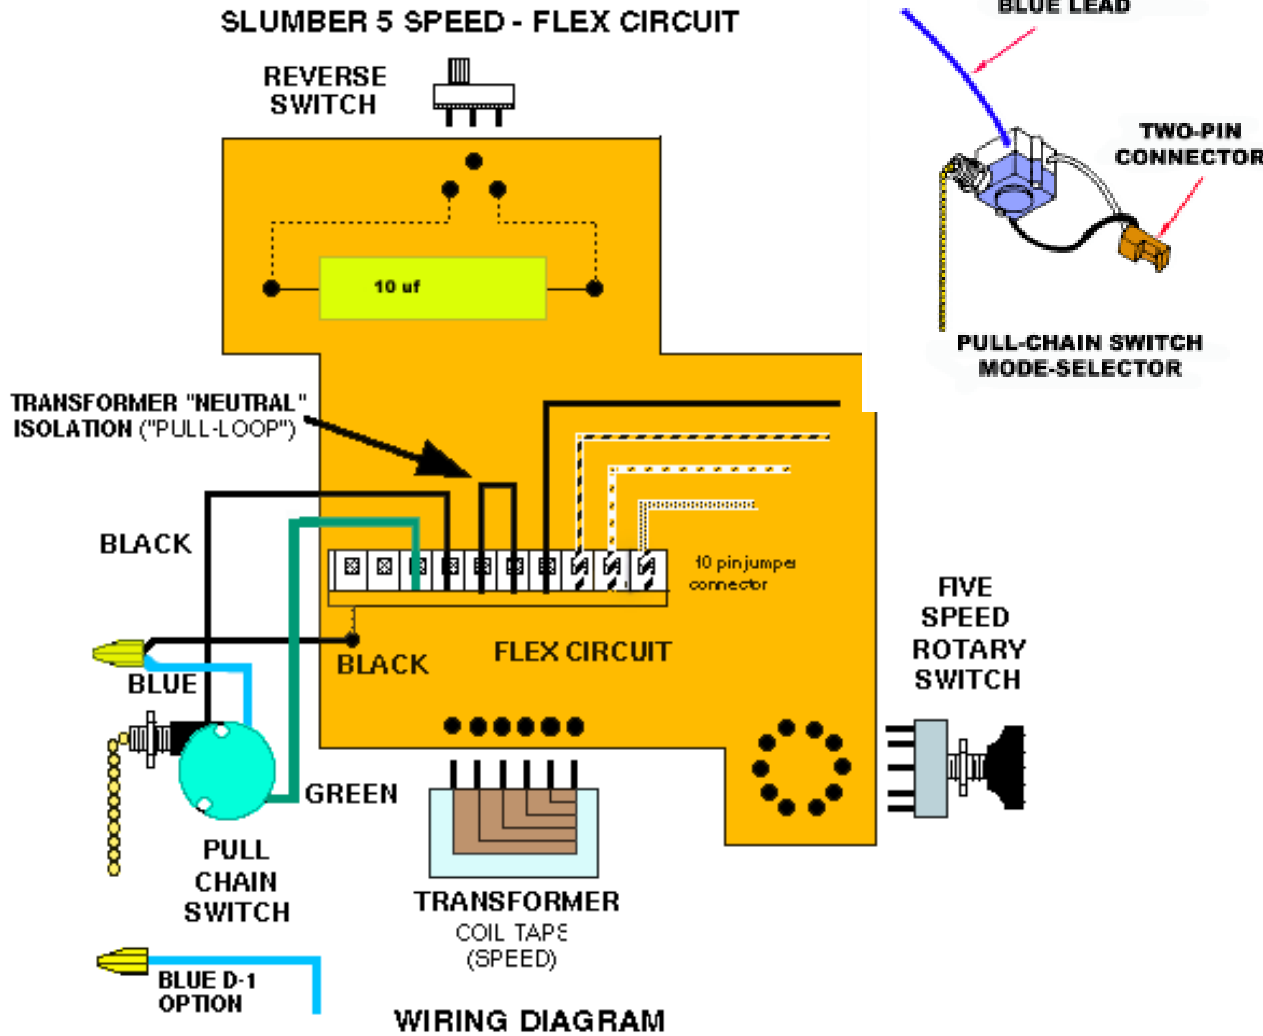 SLUMBER 5 SPEED - FLEX CIRCUIT
BLUE LEAD
REVERSE
SWITCH
TWO-PIN
CONNECTOR
10 uf
PULL-CHAIN SWITCH
MODE-SELECTOR
TRANSFORMER "NEUTRAL"
ISOLATION ("PULL-LOOP")
BLACK
10 pin jumper
connector
FIVE
SPEED
ROTARY
SWITCH
FLEX CIRCUIT
BLACK
BLUE
GREEN
PULL
CHAIN
SWITCH
TRANSFORMER
COIL TAPS
(SPEED)
BLUE D-1
OPTION
WIRING DIAGRAM